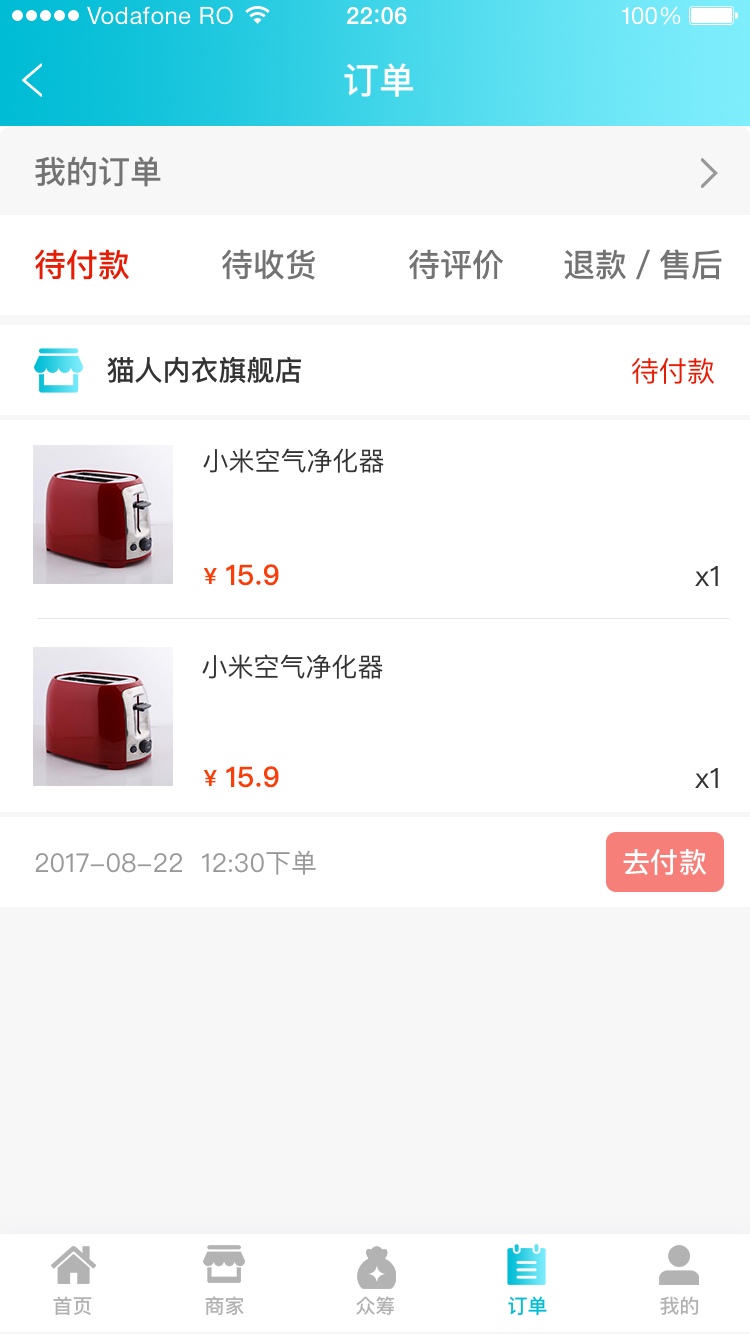 Vodafone RO 22:06 100%
订单
我的订单
待付款 待收货 待评价 退款 / 售后
猫人内衣旗舰店 待付款
小米空气净化器
¥ 15.9 x1
小米空气净化器
¥ 15.9 x1
2017-08-22 12:30下单 去付款
首页 商家 众筹 订单 我的